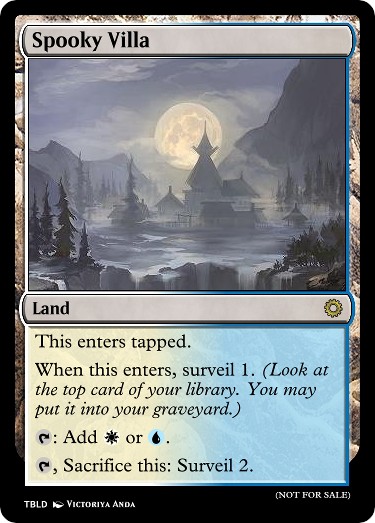 Spooky Villa
Land
This enters tapped.
When this enters, surveil 1. (Look at
the top card of your library. You may
put it into your graveyard.)
: Add or .
, Sacrifice this: Surveil 2.
TBLD Victoriya Anda
(NOT FOR SALE)